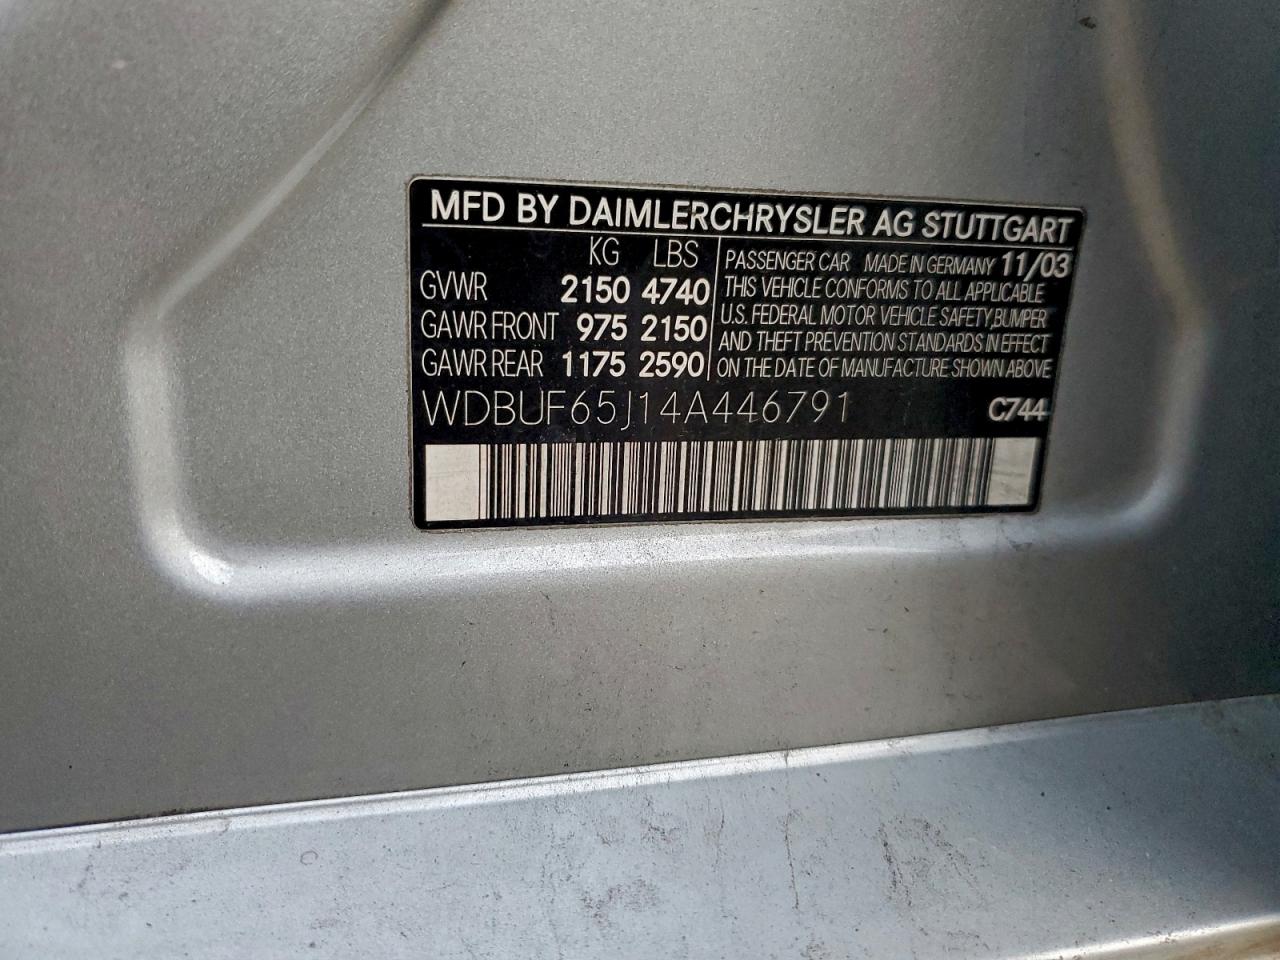 MFD BY DAIMLERCHRYSLER AG STUTTGART
KG LBS
GVWR 2150 4740
GAWR FRONT 975 2150
GAWR REAR 1175 2590
PASSENGER CAR MADE IN GERMANY 11/03
THIS VEHICLE CONFORMS TO ALL APPLICABLE
U.S. FEDERAL MOTOR VEHICLE SAFETY,BUMPER
AND THEFT PREVENTION STANDARDS IN EFFECT
ON THE DATE OF MANUFACTURE SHOWN ABOVE
WDBUF65J14A446791 C744